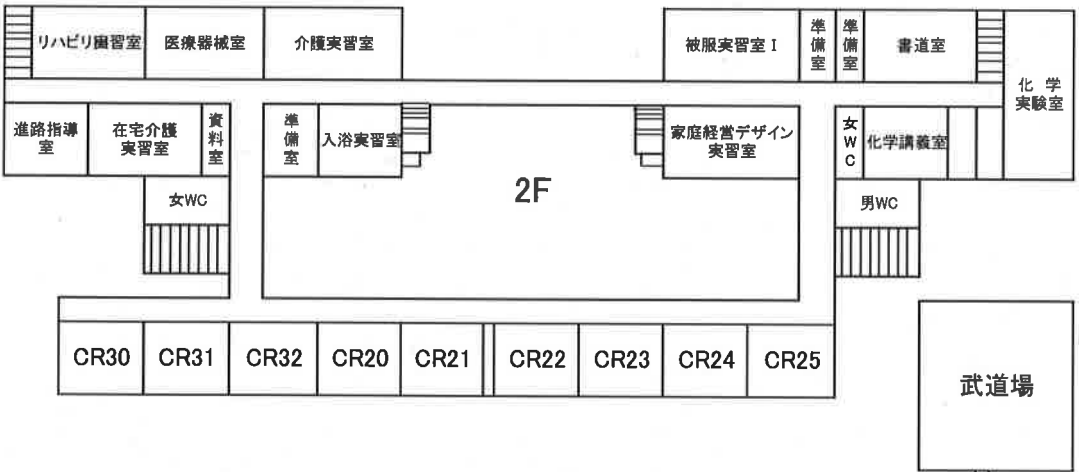 リハビリ実習室
医療器械室
介護実習室
被服実習室Ⅰ
準備室
準備室
書道室
化学
実験室
進路指導
室
在宅介護
実習室
資料室
準備室
入浴実習室
家庭経営デザイン
実習室
女WC
化学講義室
女WC
2F
男WC
CR30
CR31
CR32
CR20
CR21
CR22
CR23
CR24
CR25
武道場